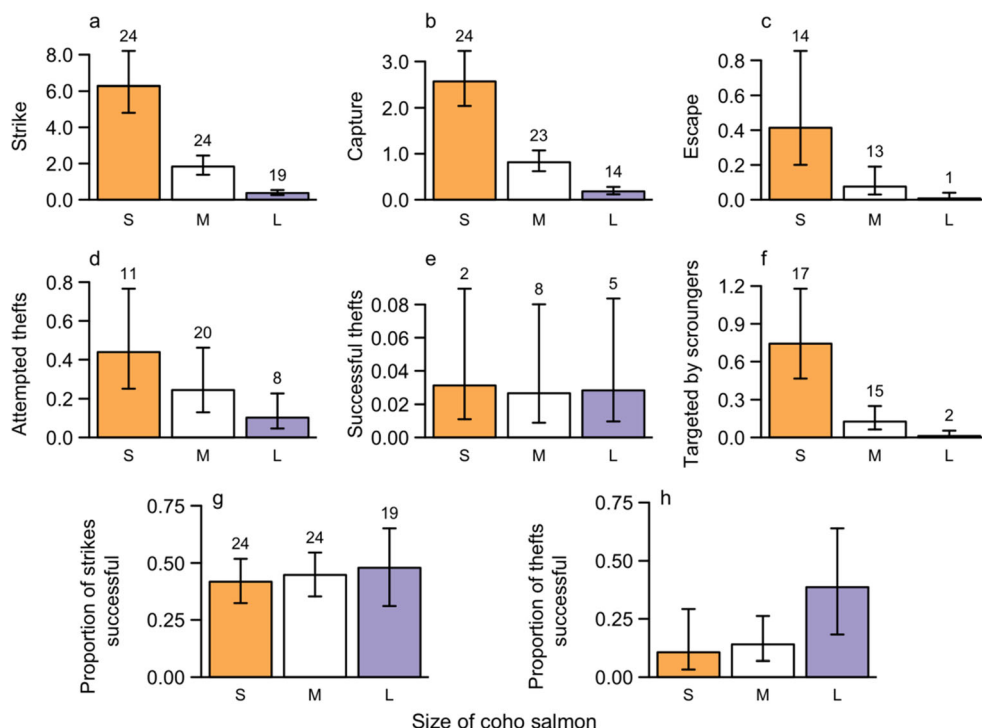 a
24
24
19
8.0
6.0
4.0
2.0
0.0
Strike
S M L
b
24
23
14
3.0
2.0
1.0
0.0
Capture
S M L
c
14
13
1
0.8
0.6
0.4
0.2
0.0
Escape
S M L
d
11
20
8
0.8
0.6
0.4
0.2
0.0
Attempted thefts
S M L
e
2
8
5
0.08
0.06
0.04
0.02
0.00
Successful thefts
S M L
f
17
15
2
1.2
0.9
0.6
0.3
0.0
Targeted by scroungers
S M L
g
24
24
19
0.75
0.50
0.25
0.00
Proportion of strikes
successful
S M L
h
0.75
0.50
0.25
0.00
Proportion of thefts
successful
S M L
Size of coho salmon